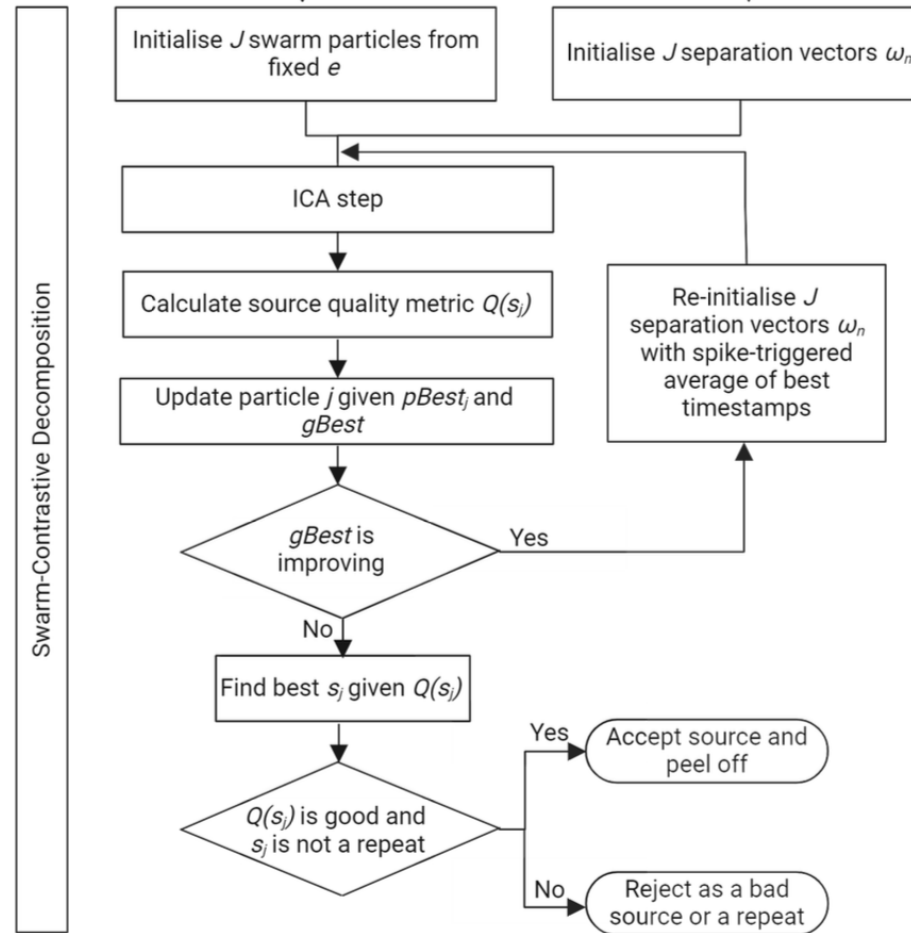 Swarm-Contrastive Decomposition
Initialise J swarm particles from
fixed e
Initialise J separation vectors ωn
ICA step
Calculate source quality metric Q(sj)
Re-initialise J
separation vectors ωn
with spike-triggered
average of best
timestamps
Update particle j given pBestj and
gBest
gBest is
improving
Yes
No
Find best sj given Q(sj)
Q(sj) is good and
sj is not a repeat
Yes
Accept source and
peel off
No
Reject as a bad
source or a repeat